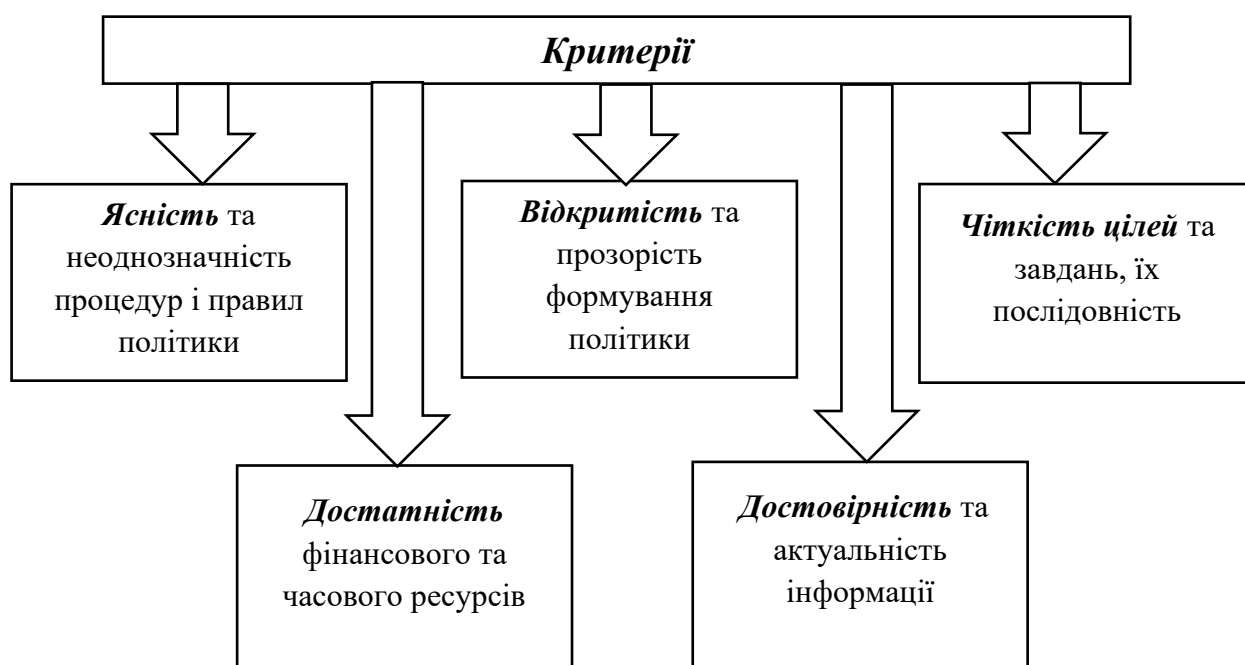 Критерії
Ясність та
неоднозначність
процедур і правил
політики
Відкритість та
прозорість
формування
політики
Чіткість цілей та
завдань, їх
послідовність
Достатність
фінансового та
часового ресурсів
Достовірність та
актуальність
інформації